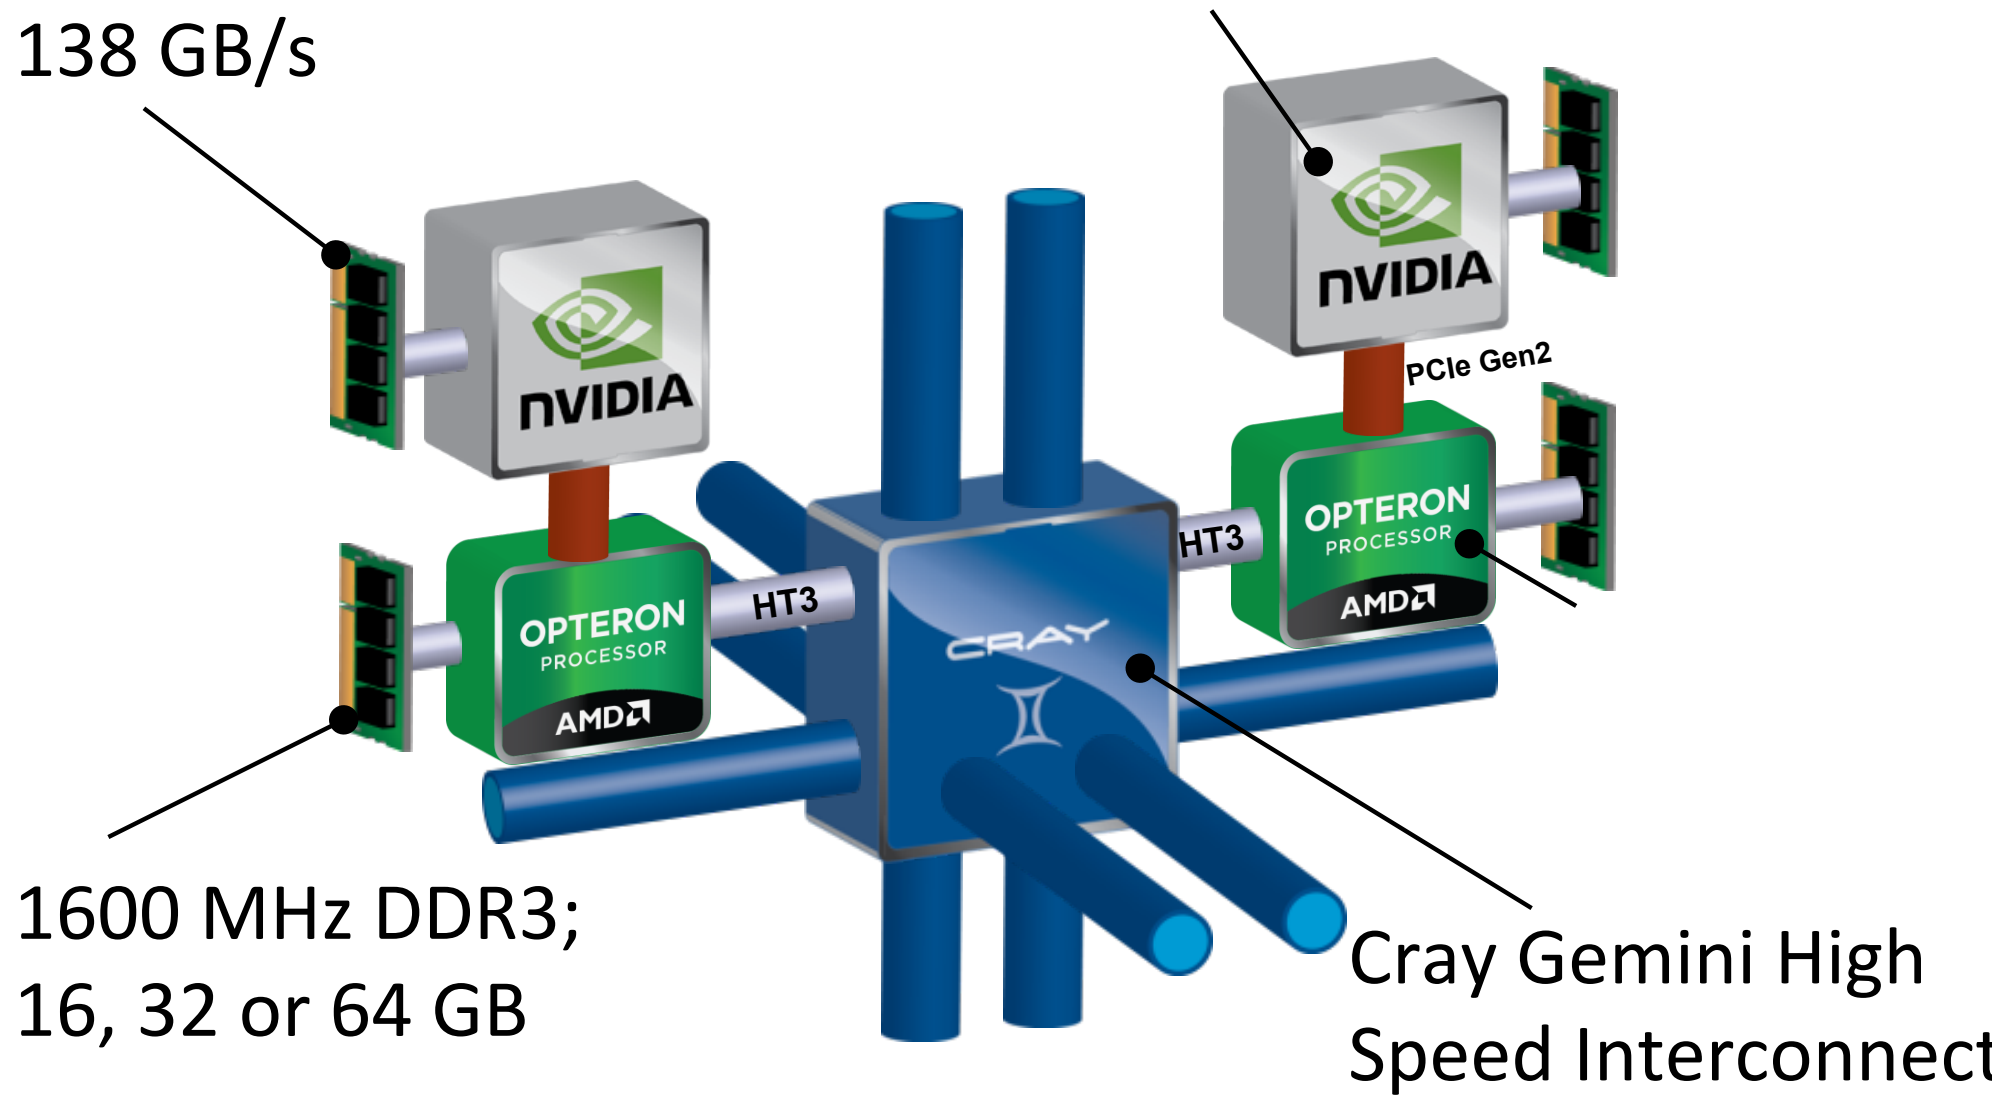 138 GB/s
NVIDIA
PCIe Gen2
NVIDIA
OPTERON
PROCESSOR
AMD
HT3
HT3
OPTERON
PROCESSOR
AMD
CRAY
1600 MHz DDR3;
16, 32 or 64 GB
Cray Gemini High
Speed Interconnect